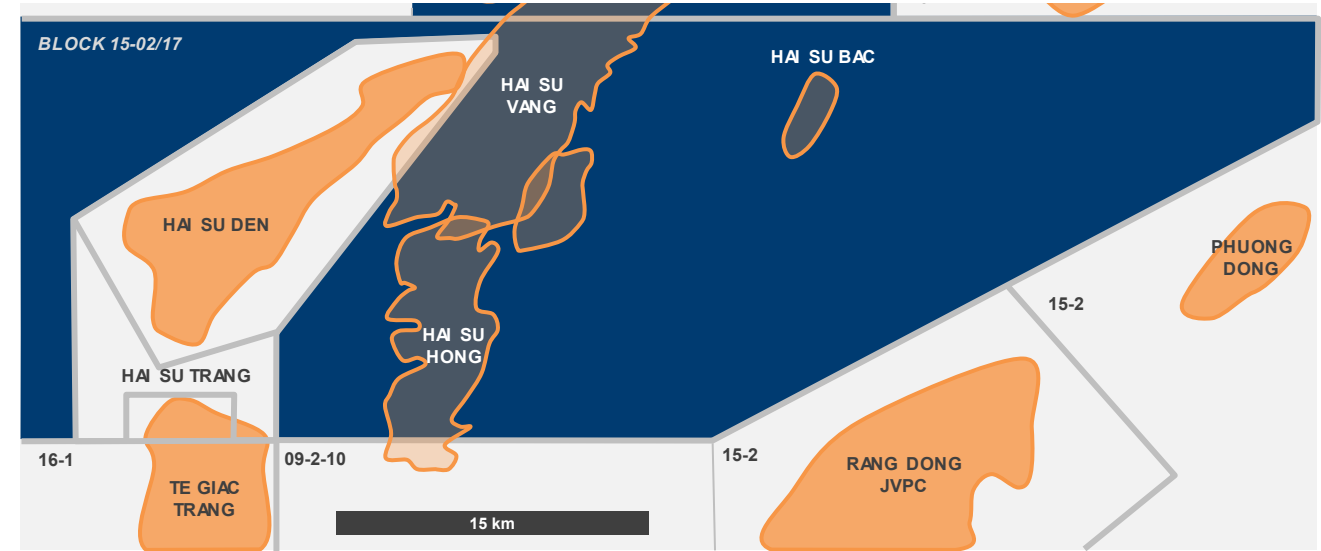 BLOCK 15-02/17
HAI SU BAC
HAI SU
VANG
HAI SU DEN
PHUONG
DONG
15-2
HAI SU
HONG
HAI SU TRANG
16-1
09-2-10
15-2
RANG DONG
JVPC
TE GIAC
TRANG
15 km